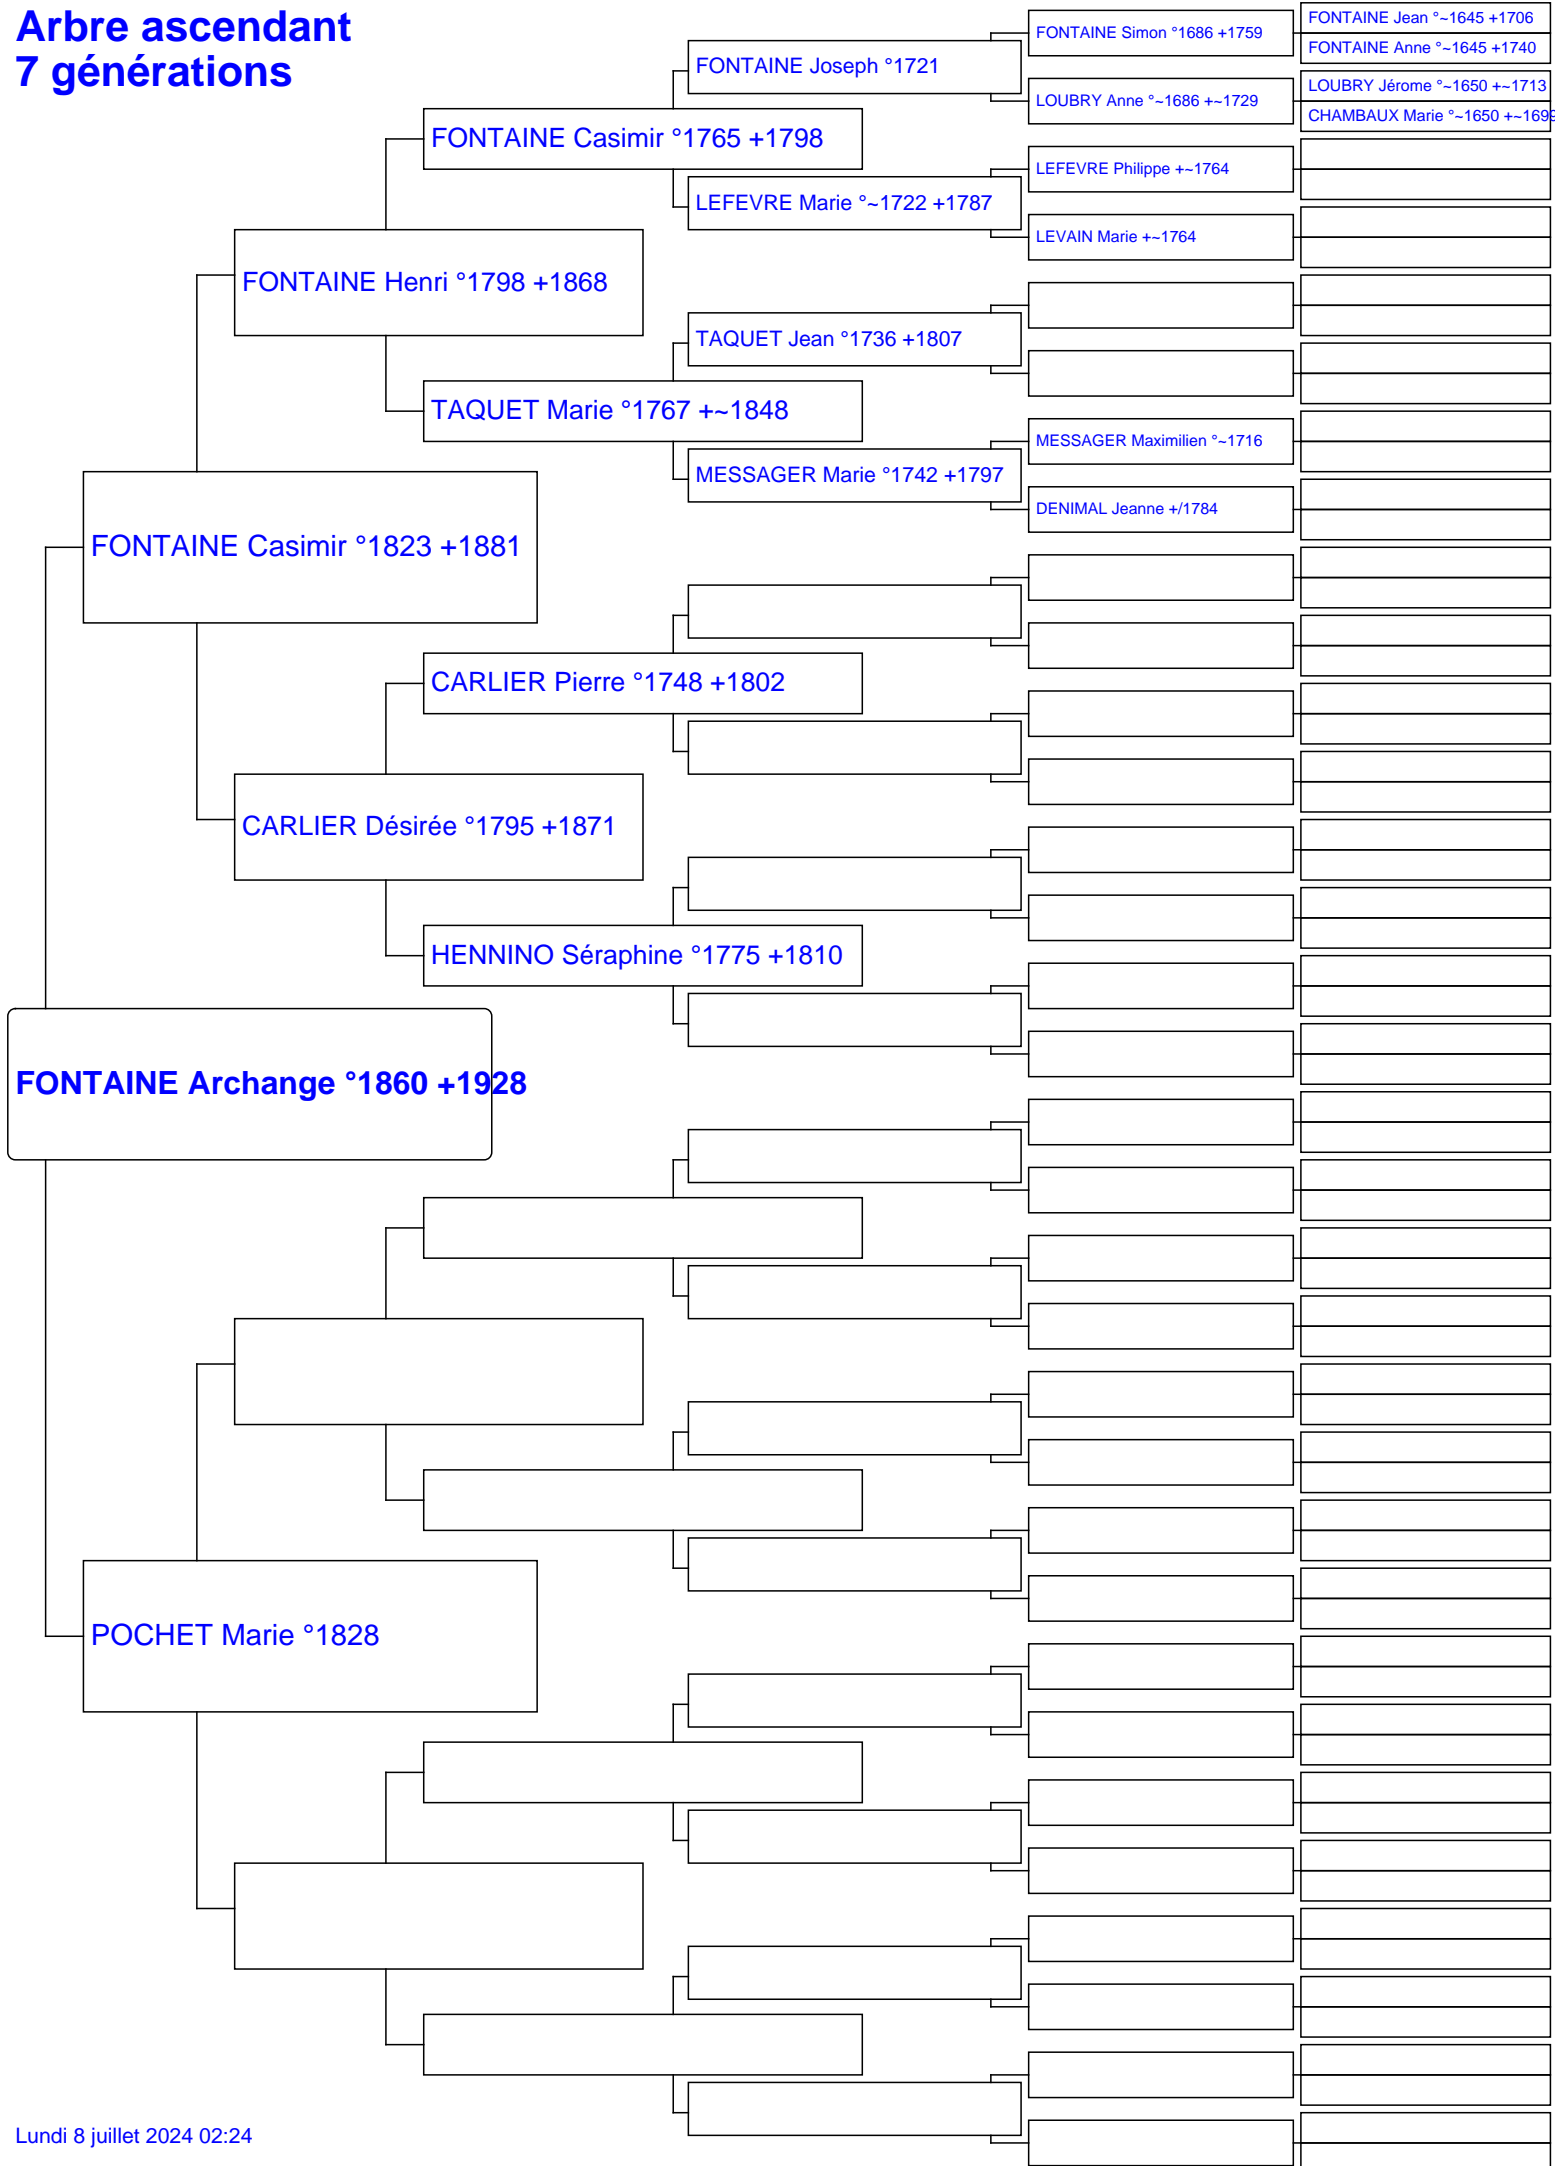 Arbre ascendant
7 générations
FONTAINE Simon °1686 +1759
FONTAINE Jean °~1645 +1706
FONTAINE Anne °~1645 +1740
FONTAINE Joseph °1721
LOUBRY Anne °~1686 +~1729
LOUBRY Jérome °~1650 +~1713
CHAMBAUX Marie °~1650 +~1699
FONTAINE Casimir °1765 +1798
LEFEVRE Philippe +~1764
LEFEVRE Marie °~1722 +1787
LEVAIN Marie +~1764
FONTAINE Henri °1798 +1868
TAQUET Jean °1736 +1807
TAQUET Marie °1767 +~1848
MESSAGER Maximilien °~1716
MESSAGER Marie °1742 +1797
DENIMAL Jeanne +/1784
FONTAINE Casimir °1823 +1881
CARLIER Pierre °1748 +1802
CARLIER Désirée °1795 +1871
HENNINO Séraphine °1775 +1810
FONTAINE Archange °1860 +1928
POCHET Marie °1828
Lundi 8 juillet 2024 02:24